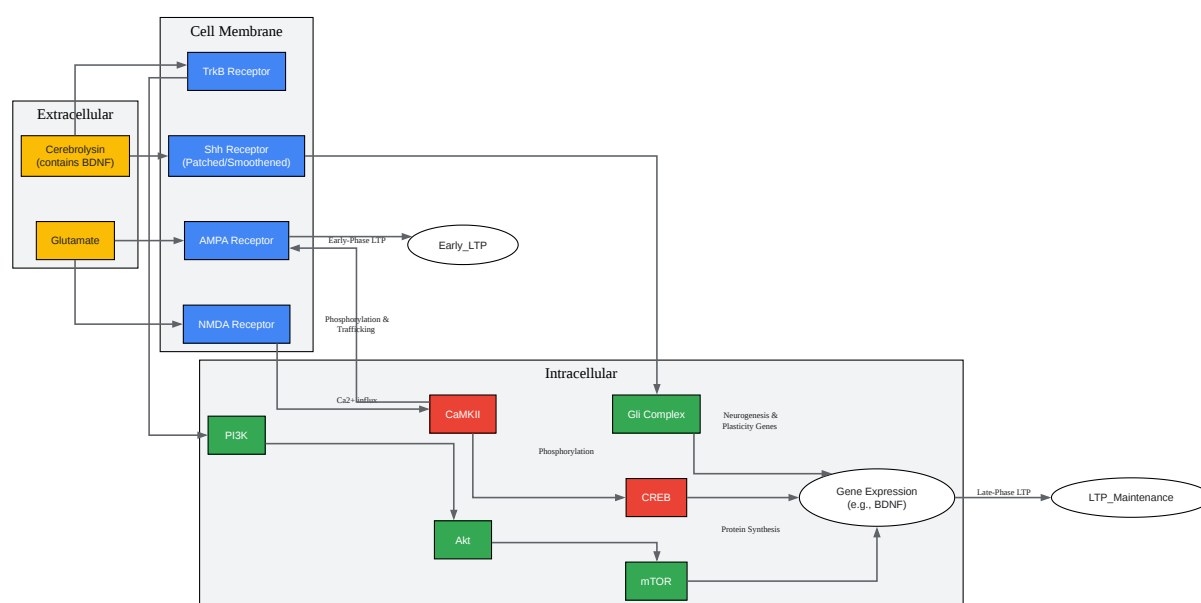 Cell Membrane
TrkB Receptor
Extracellular
Cerebrolysin
(contains BDNF)
Shh Receptor
(Patched/Smoothened)
Glutamate
AMPA Receptor
Early-Phase LTP
Early_LTP
NMDA Receptor
Phosphorylation &
Trafficking
Intracellular
Ca2+ influx
CaMKII
Gli Complex
Neurogenesis &
Plasticity Genes
PI3K
Phosphorylation
CREB
Gene Expression
(e.g., BDNF)
Late-Phase LTP
LTP_Maintenance
Protein Synthesis
Akt
mTOR